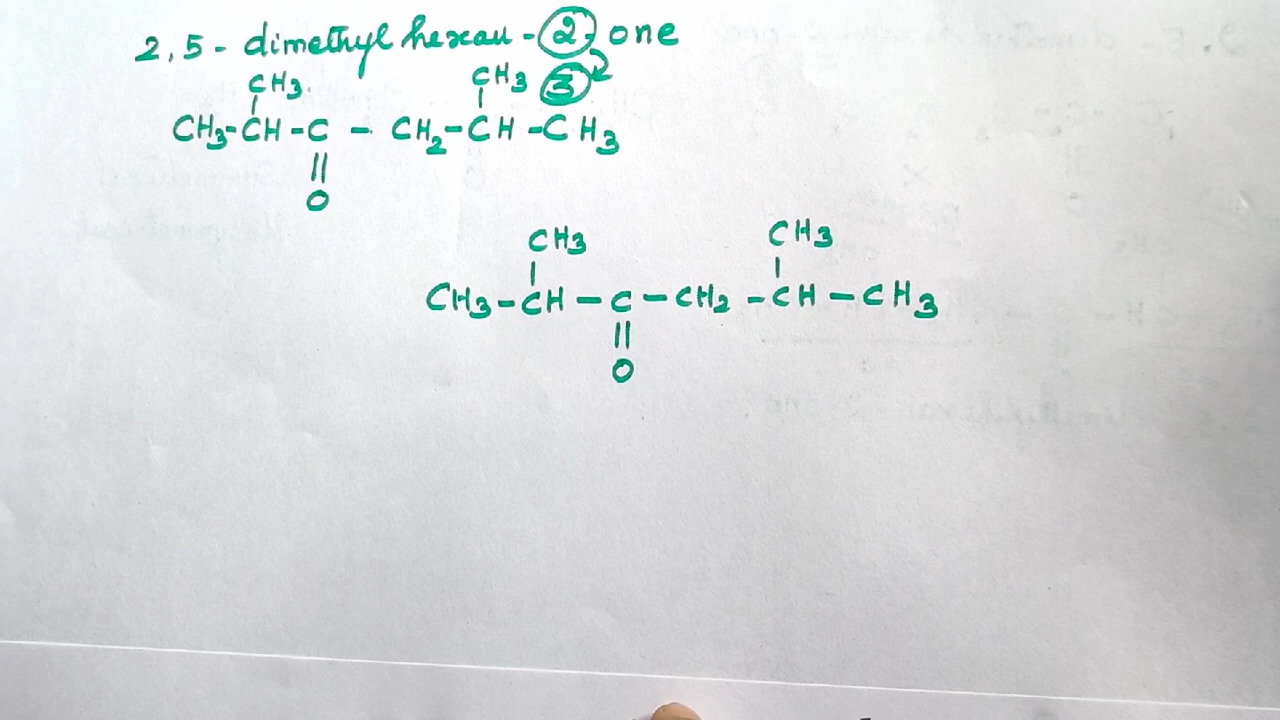 2,5 - dimethyl hexan - 2 one
CH3 CH3 3
CH3-CH-C - CH2-CH-CH3
||
O
CH3 CH3
| |
CH3-CH-C-CH2-CH-CH3
||
O